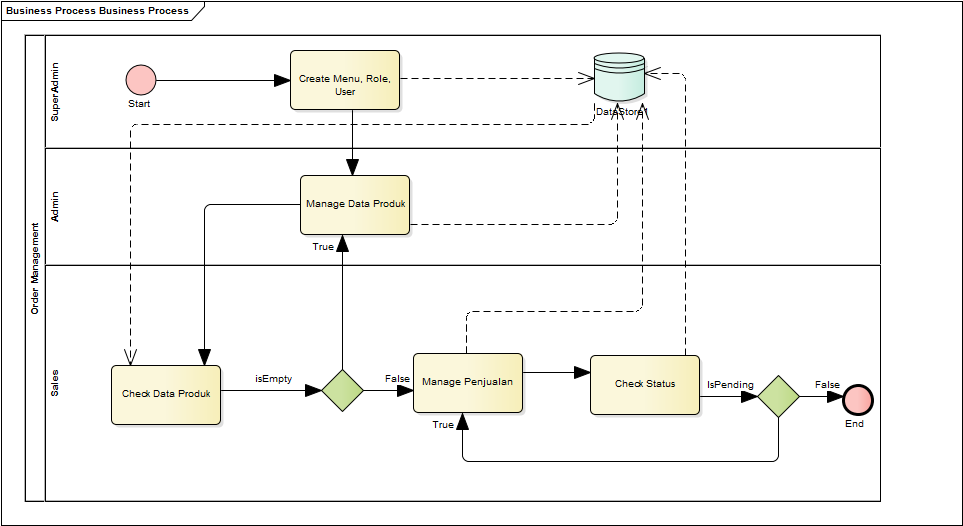 Business Process Business Process
Order Management
SuperAdmin
Start
Create Menu, Role,
User
DataStore1
Admin
Manage Data Produk
True
Sales
Check Data Produk
isEmpty
False
Manage Penjualan
True
Check Status
IsPending
False
End